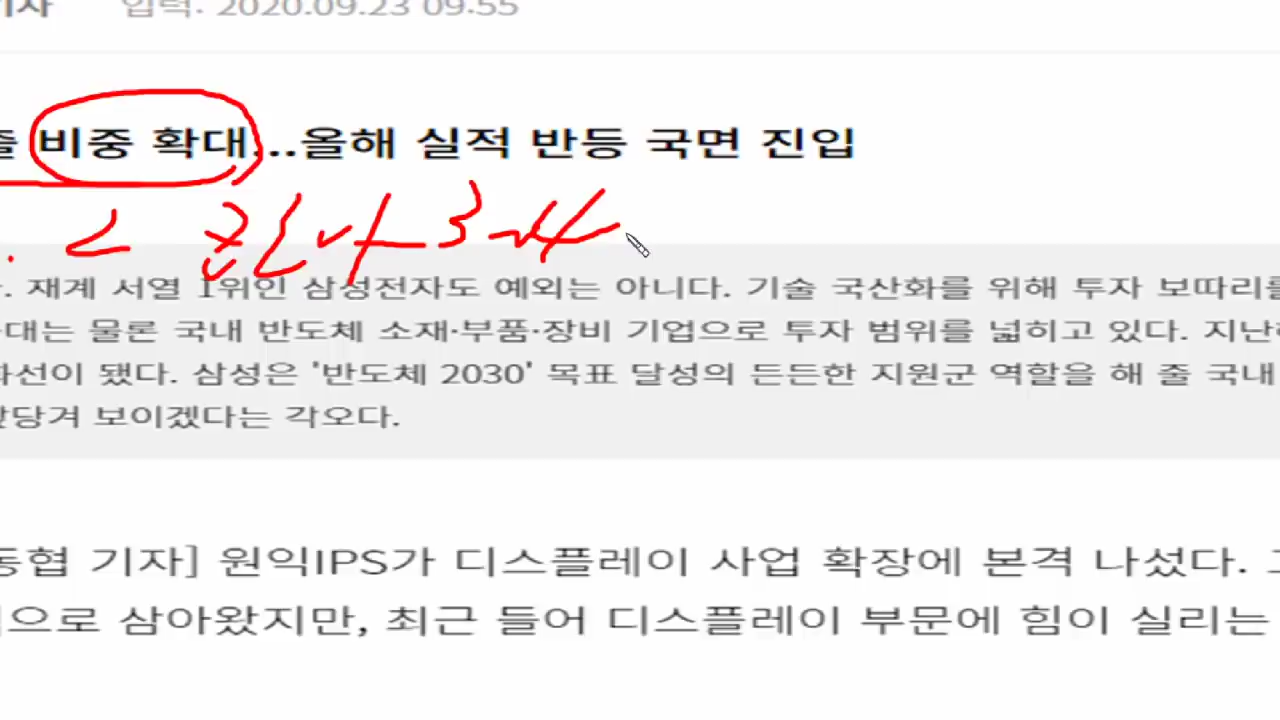 기사 입력: 2020.09.23 09:55
출 비중 확대...올해 실적 반등 국면 진입
. 재계 서열 1위인 삼성전자도 예외는 아니다. 기술 국산화를 위해 투자 보따리를
대는 물론 국내 반도체 소재·부품·장비 기업으로 투자 범위를 넓히고 있다. 지난
화선이 됐다. 삼성은 '반도체 2030' 목표 달성의 든든한 지원군 역할을 해 줄 국내
앞당겨 보이겠다는 각오다.
동협 기자] 원익IPS가 디스플레이 사업 확장에 본격 나섰다.
으로 삼아왔지만, 최근 들어 디스플레이 부문에 힘이 실리는